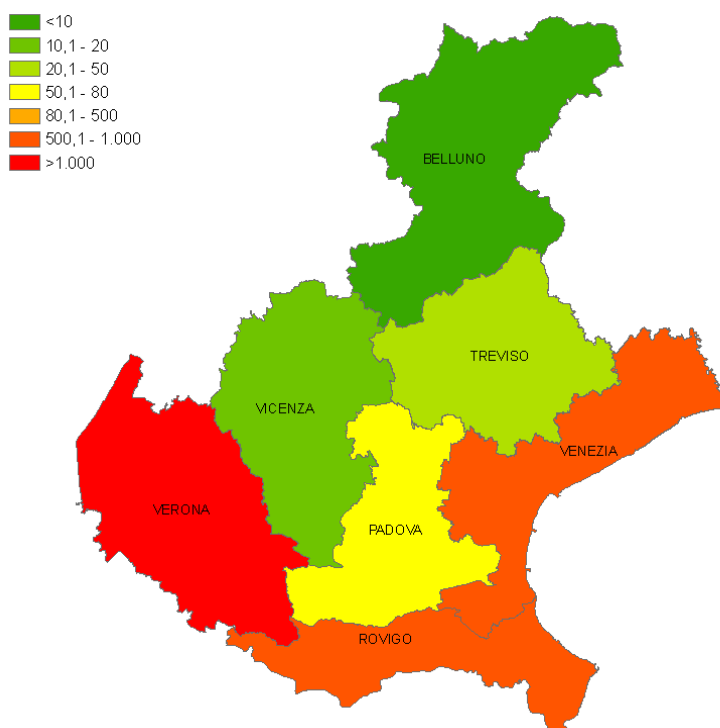 <10
10,1 - 20
20,1 - 50
50,1 - 80
80,1 - 500
500,1 - 1.000
>1.000
BELLUNO
TREVISO
VICENZA
VENEZIA
VERONA
PADOVA
ROVIGO